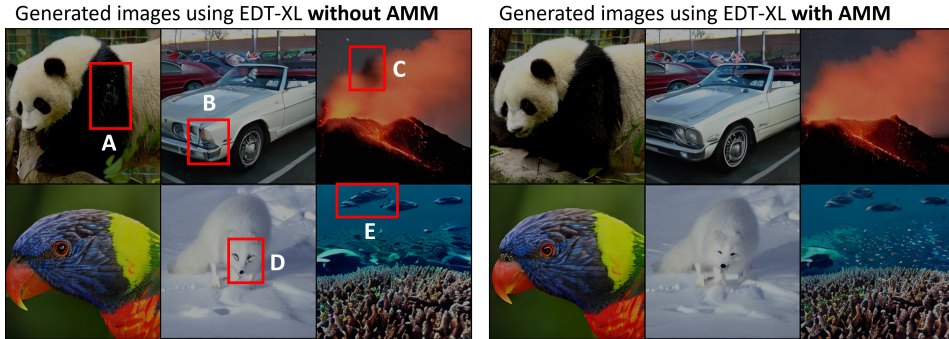 Generated images using EDT-XL without AMM
Generated images using EDT-XL with AMM
A
B
C
D
E